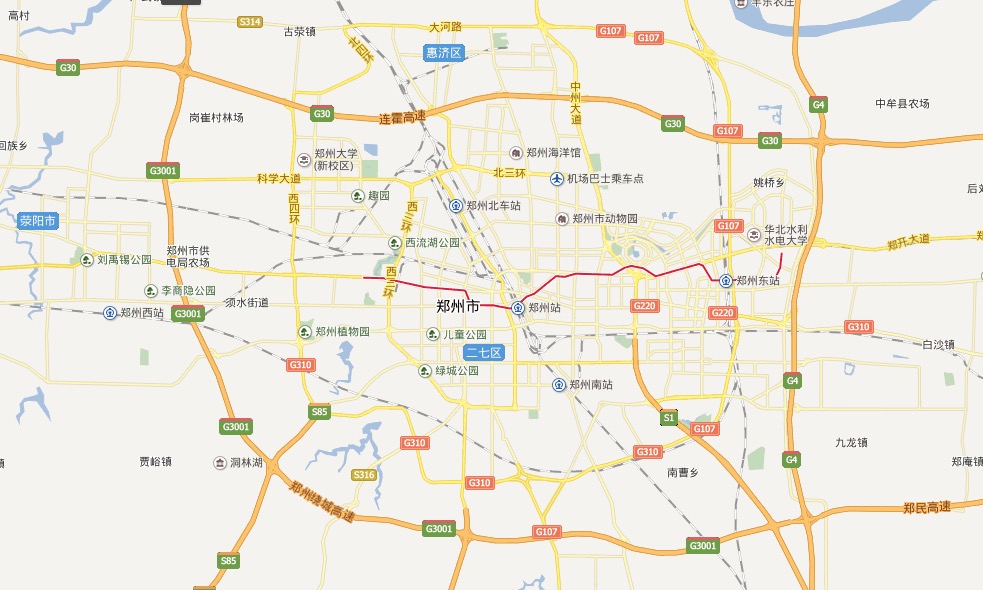 高村
S314
古荥镇
大河路
G107
G107
惠济区
G30
中州大道
G4
中牟县农场
岗崔村林场
G30
连霍高速
G30
G107
G30
回族乡
G3001
郑州大学
(新校区)
郑州海洋馆
科学大道
北三环
机场巴士乘车点
姚桥乡
趣园
西四环
西三环
郑州北车站
郑州市动物园
G107
华北水利
水电大学
荥阳市
西流湖公园
郑开大道
刘禹锡公园
郑州市供
电局农场
西三环
李商隐公园
须水街道
郑州市
郑州站
G220
郑州东站
郑州西站
G3001
G220
G310
郑州植物园
儿童公园
白沙镇
二七区
G310
绿城公园
郑州南站
G4
S85
S1
G3001
G107
G310
G310
九龙镇
贾峪镇
洞林湖
S316
G310
南曹乡
G4
郑庵镇
郑州绕城高速
郑民高速
G3001
G107
G3001
S85